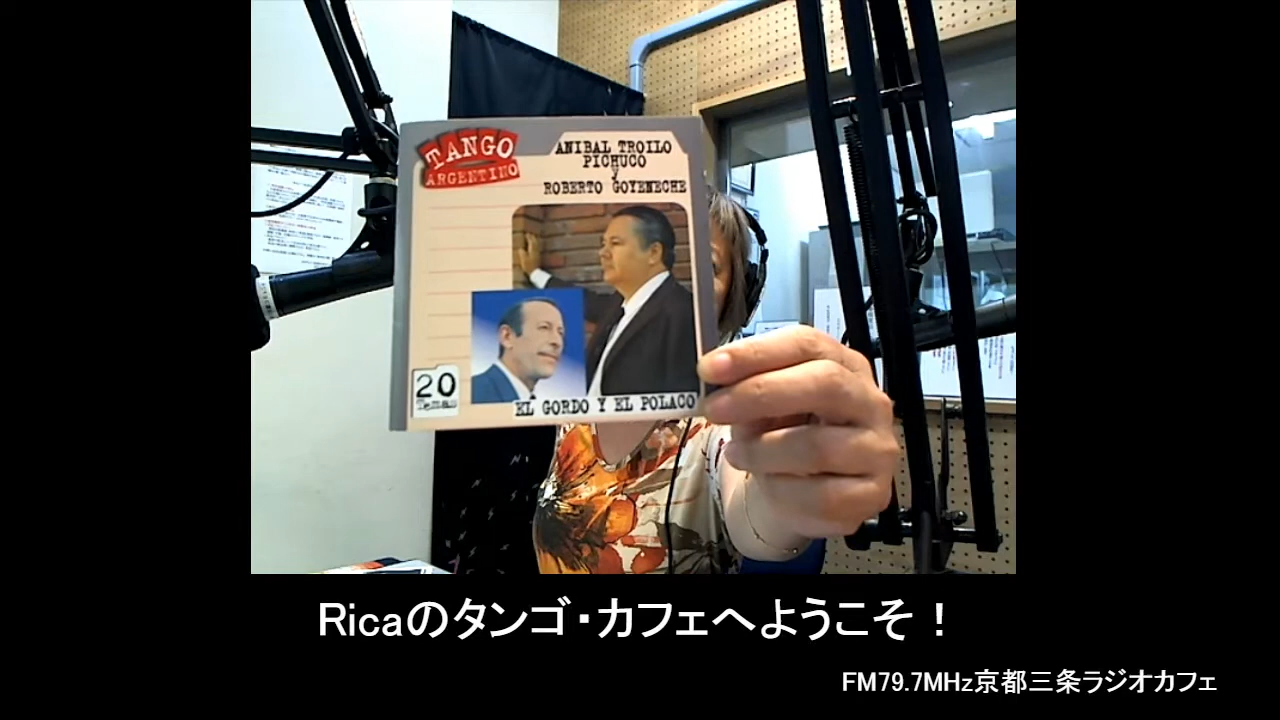 TANGO
ARGENTINO
ANIBAL TROILO
PICHUCO
y
ROBERTO GOYENECHE
20
Temas
EL GORDO Y EL POLACO
Ricaのタンゴ・カフェへようこそ！
FM79.7MHz京都三条ラジオカフェ